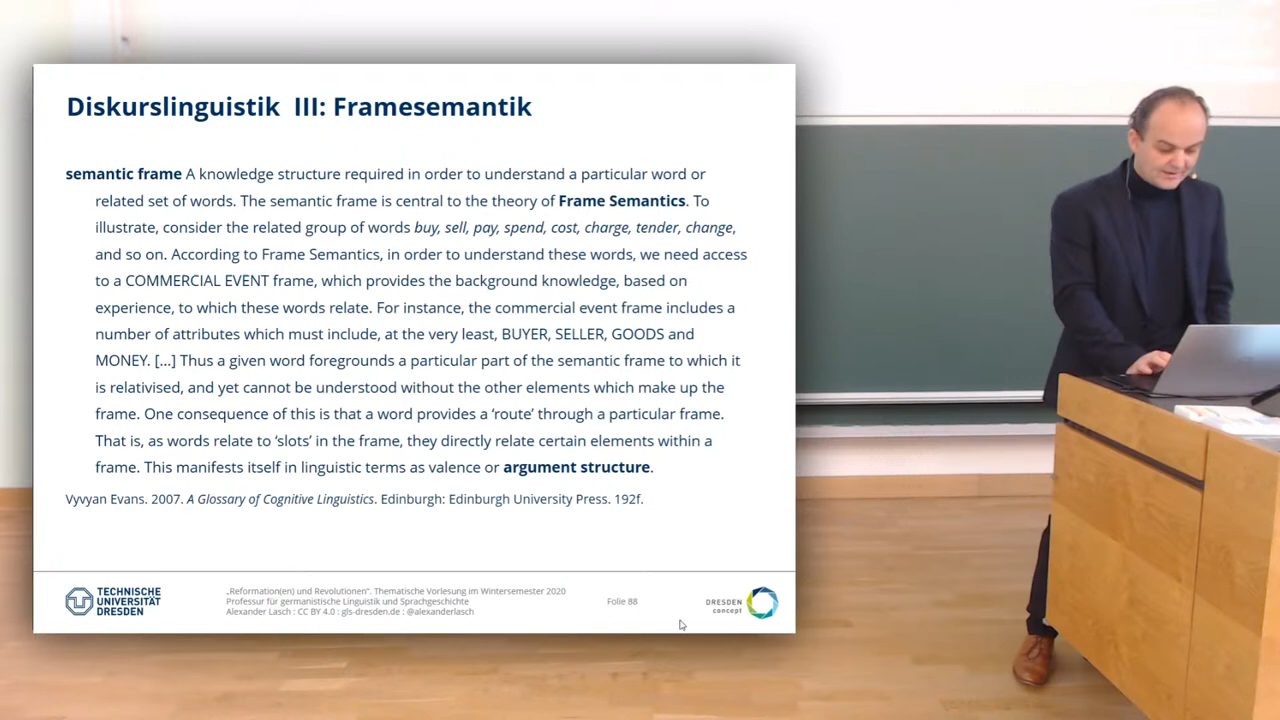 Diskurslinguistik III: Framesemantik
semantic frame A knowledge structure required in order to understand a particular word or
related set of words. The semantic frame is central to the theory of Frame Semantics. To
illustrate, consider the related group of words buy, sell, pay, spend, cost, charge, tender, change,
and so on. According to Frame Semantics, in order to understand these words, we need access
to a COMMERCIAL EVENT frame, which provides the background knowledge, based on
experience, to which these words relate. For instance, the commercial event frame includes a
number of attributes which must include, at the very least, BUYER, SELLER, GOODS and
MONEY. [...] Thus a given word foregrounds a particular part of the semantic frame to which it
is relativised, and yet cannot be understood without the other elements which make up the
frame. One consequence of this is that a word provides a ‘route’ through a particular frame.
That is, as words relate to ‘slots’ in the frame, they directly relate certain elements within a
frame. This manifests itself in linguistic terms as valence or argument structure.
Vyvyan Evans. 2007. A Glossary of Cognitive Linguistics. Edinburgh: Edinburgh University Press. 192f.
TECHNISCHE
UNIVERSITÄT
DRESDEN
„Reformation(en) und Revolutionen“. Thematische Vorlesung im Wintersemester 2020
Professur für germanistische Linguistik und Sprachgeschichte
Alexander Lasch : CC BY 4.0 : gls-dresden.de : @alexanderlasch
Folie 88
DRESDEN
concept